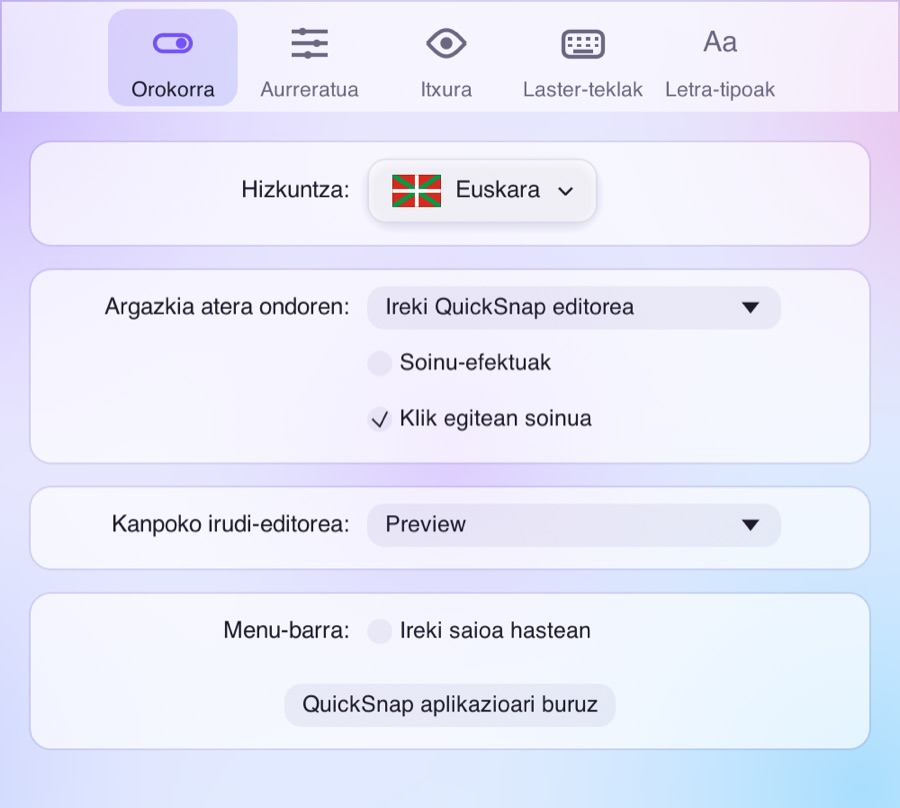 Orokorra
Aurreratua
Itxura
Laster-teklak
Aa
Letra-tipoak
Hizkuntza: Euskara
Argazkia atera ondoren: Ireki QuickSnap editorea
Soinu-efektuak
Klik egitean soinua
Kanpoko irudi-editorea: Preview
Menu-barra: Ireki saioa hastean
QuickSnap aplikazioari buruz